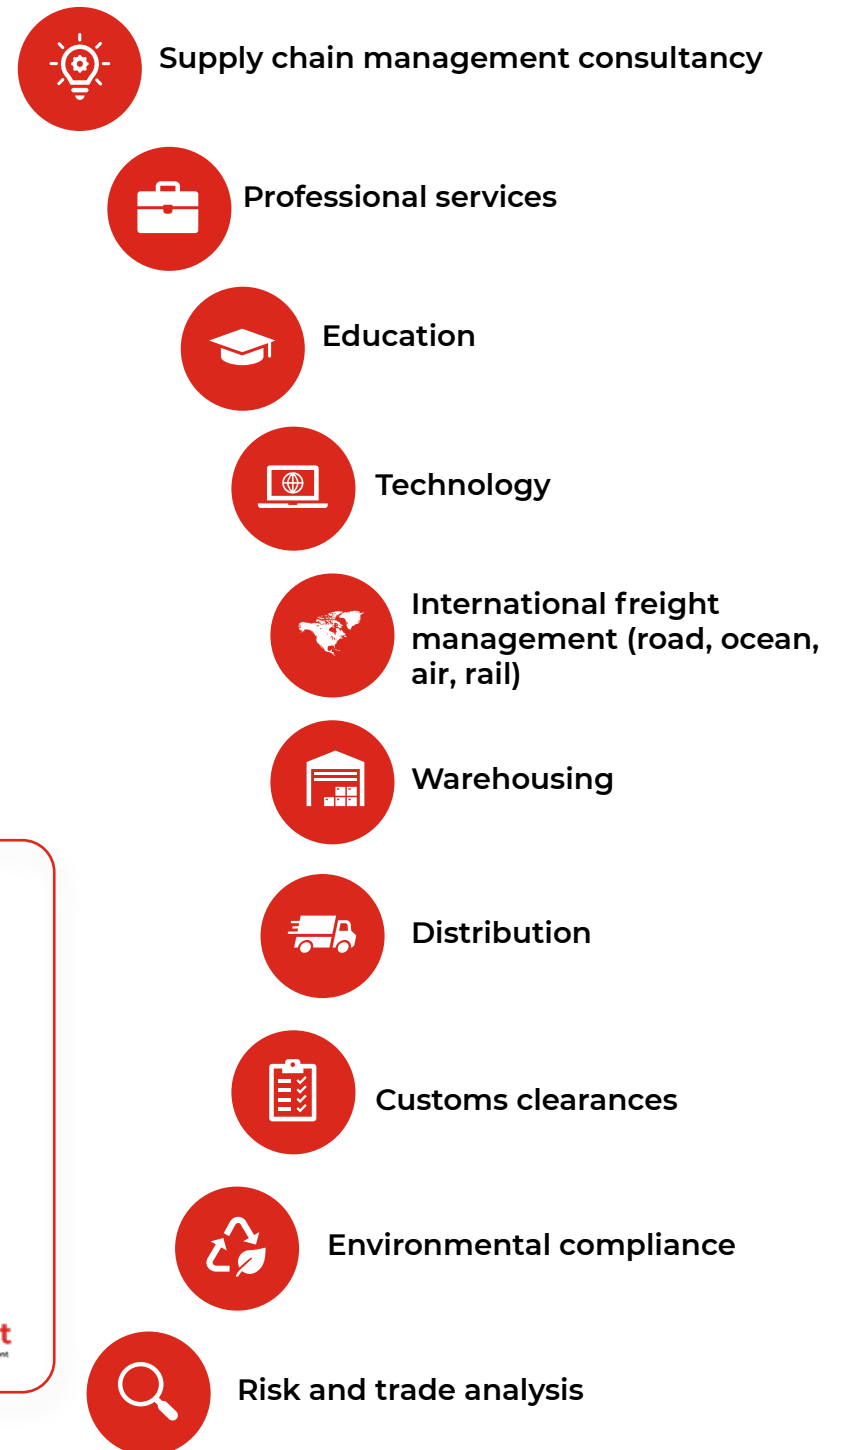 Supply chain management consultancy
Professional services
Education
Technology
International freight
management (road, ocean,
air, rail)
Warehousing
Distribution
Customs clearances
Environmental compliance
Risk and trade analysis